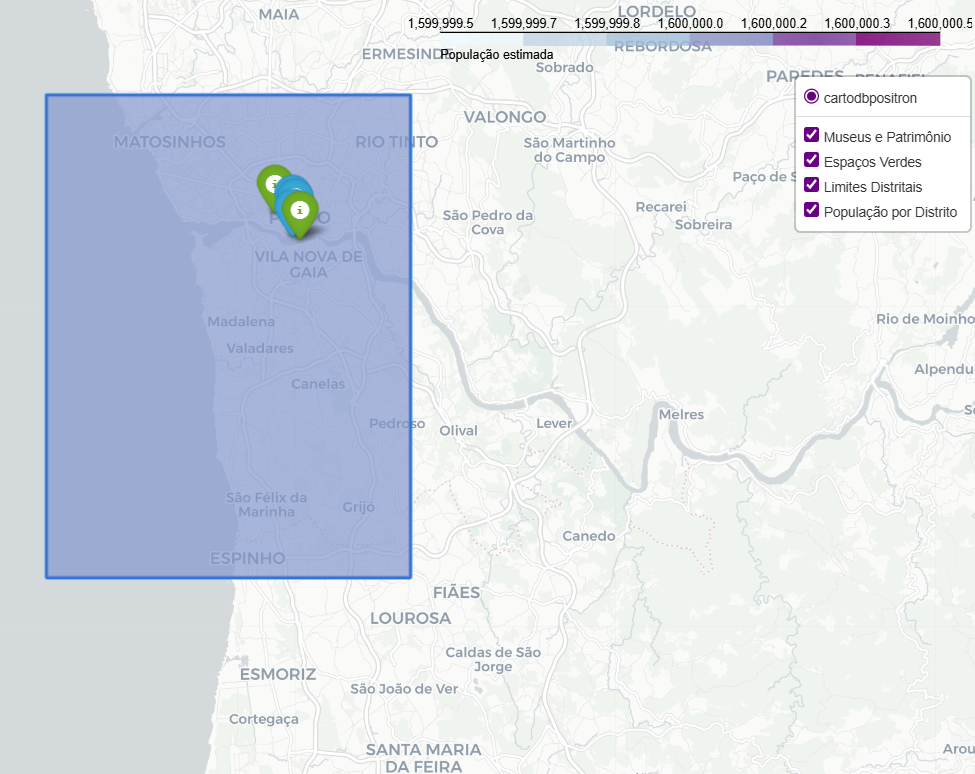 MAIA
LORDELO
1,599,999.5 1,599,999.7 1,599,999.8 1,600,000.0 1,600,000.2 1,600,000.3 1,600,000.5
ERMESINDE
REBORDOSA
População estimada
Sobrado
PAREDES
PENAFIEL
cartodbpositron
Museus e Patrimônio
Espaços Verdes
Limites Distritais
População por Distrito
VALONGO
MATOSINHOS
RIO TINTO
São Martinho
do Campo
Paço de S
Recarei
São Pedro da
Cova
Sobreira
VILA NOVA DE
GAIA
Madalena
Rio de Moinho
Valadares
Alpendu
Canelas
Pedroso
Olival
Lever
Melres
São Félix da
Marinha
Grijó
Canedo
ESPINHO
FIÃES
LOUROSA
Caldas de São
Jorge
ESMORIZ
São João de Ver
Cortegaça
SANTA MARIA
DA FEIRA
Arou